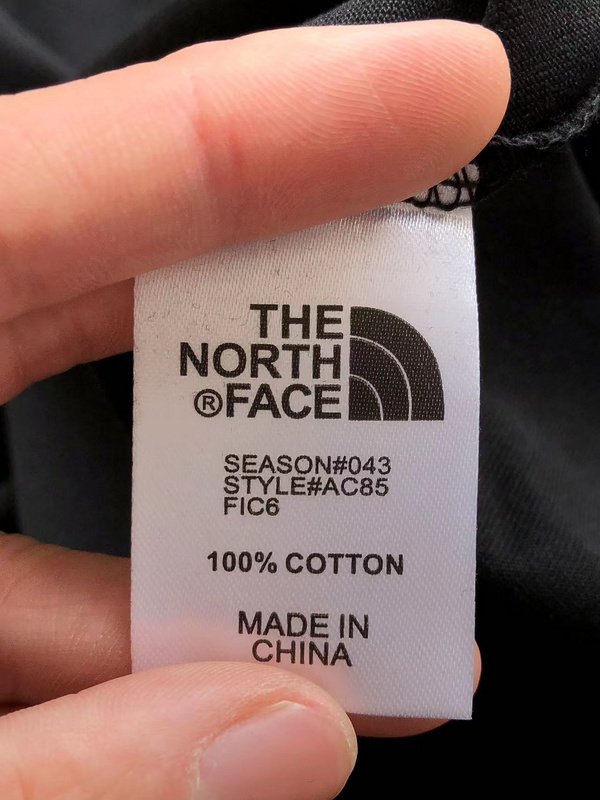 THE
NORTH
®FACE
SEASON#043
STYLE#AC85
FIC6
100% COTTON
MADE IN
CHINA